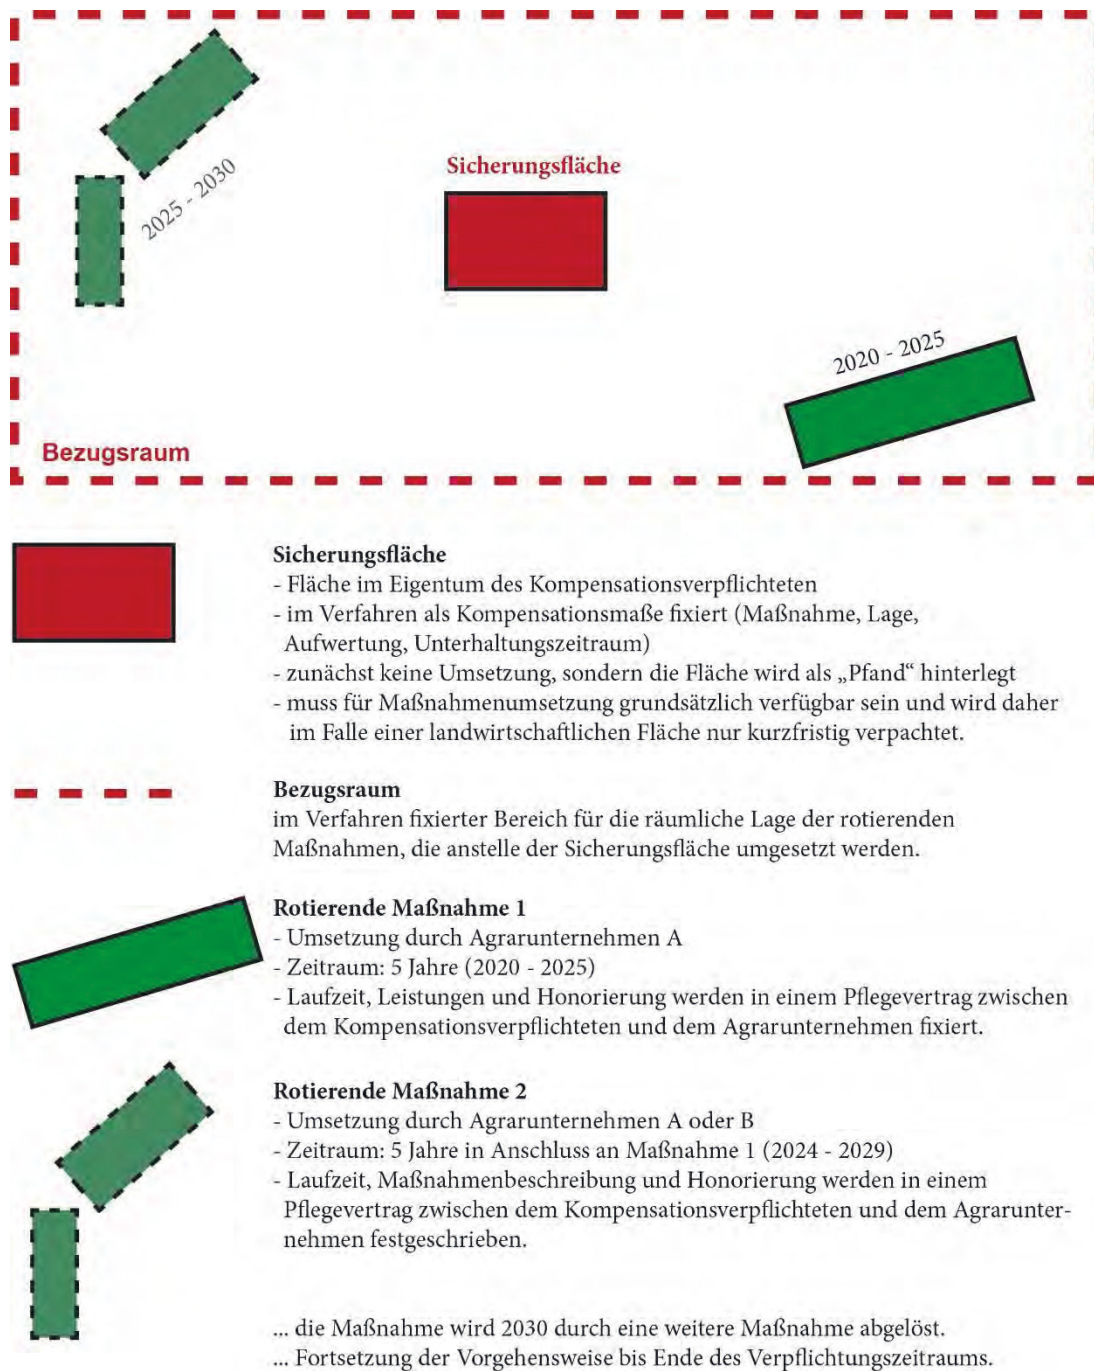 2025 - 2030
Sicherungsfläche
2020 - 2025
Bezugsraum
Sicherungsfläche
- Fläche im Eigentum des Kompensationsverpflichteten
- im Verfahren als Kompensationsmaße fixiert (Maßnahme, Lage,
Aufwertung, Unterhaltungszeitraum)
- zunächst keine Umsetzung, sondern die Fläche wird als „Pfand“ hinterlegt
- muss für Maßnahmenumsetzung grundsätzlich verfügbar sein und wird daher
im Falle einer landwirtschaftlichen Fläche nur kurzfristig verpachtet.
Bezugsraum
im Verfahren fixierter Bereich für die räumliche Lage der rotierenden
Maßnahmen, die anstelle der Sicherungsfläche umgesetzt werden.
Rotierende Maßnahme 1
- Umsetzung durch Agrarunternehmen A
- Zeitraum: 5 Jahre (2020 - 2025)
- Laufzeit, Leistungen und Honorierung werden in einem Pflegevertrag zwischen
dem Kompensationsverpflichteten und dem Agrarunternehmen fixiert.
Rotierende Maßnahme 2
- Umsetzung durch Agrarunternehmen A oder B
- Zeitraum: 5 Jahre in Anschluss an Maßnahme 1 (2024 - 2029)
- Laufzeit, Maßnahmenbeschreibung und Honorierung werden in einem
Pflegevertrag zwischen dem Kompensationsverpflichteten und dem Agrarunter-
nehmen festgeschrieben.
... die Maßnahme wird 2030 durch eine weitere Maßnahme abgelöst.
... Fortsetzung der Vorgehensweise bis Ende des Verpflichtungszeitraums.